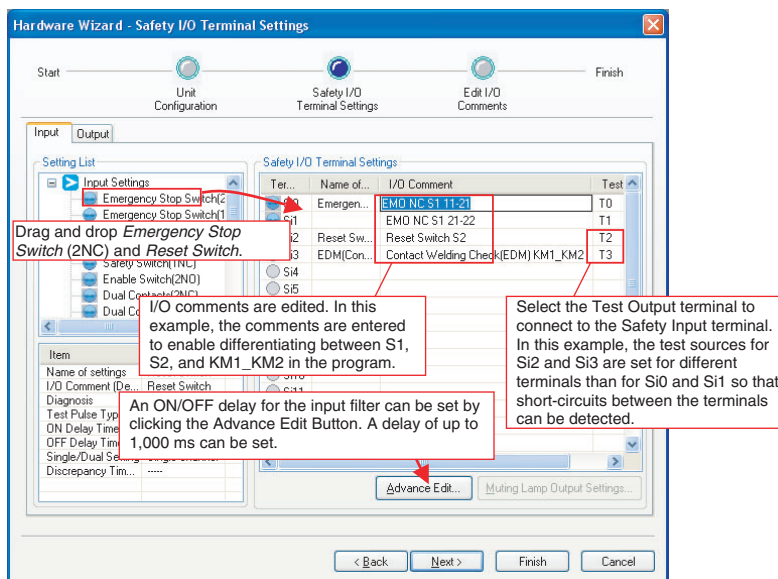 Hardware Wizard - Safety I/O Terminal Settings
Start
Unit
Configuration
Safety I/O
Terminal Settings
Edit I/O
Comments
Finish
Input
Output
Setting List
Input Settings
Emergency Stop Switch(2
Emergency Stop Switch(1
Drag and drop Emergency Stop
Switch (2NC) and Reset Switch.
Safety Switch(1NC)
Enable Switch(2NO)
Dual Contacts(2NC)
Dual Co
Safety I/O Terminal Settings
Ter... Name of... I/O Comment Test
Emergen... EMO NC S1 11-21 T0
Si1 EMO NC S1 21-22 T1
Si2 Reset Sw... Reset Switch S2 T2
Si3 EDM(Con... Contact Welding Check(EDM) KM1_KM2 T3
Si4
Si5
I/O comments are edited. In this
example, the comments are entered
to enable differentiating between S1,
S2, and KM1_KM2 in the program.
Select the Test Output terminal to
connect to the Safety Input terminal.
In this example, the test sources for
Si2 and Si3 are set for different
terminals than for Si0 and Si1 so that
short-circuits between the terminals
can be detected.
Item
Name of settings
I/O Comment (De... Reset Switch
Diagnosis
Test Pulse Typ
ON Delay Time
OFF Delay Time
Single/Dual Setting Single Channel
Discrepancy Tim... -----
An ON/OFF delay for the input filter can be set by
clicking the Advance Edit Button. A delay of up to
1,000 ms can be set.
Advance Edit...
Muting Lamp Output Settings...
< Back
Next >
Finish
Cancel